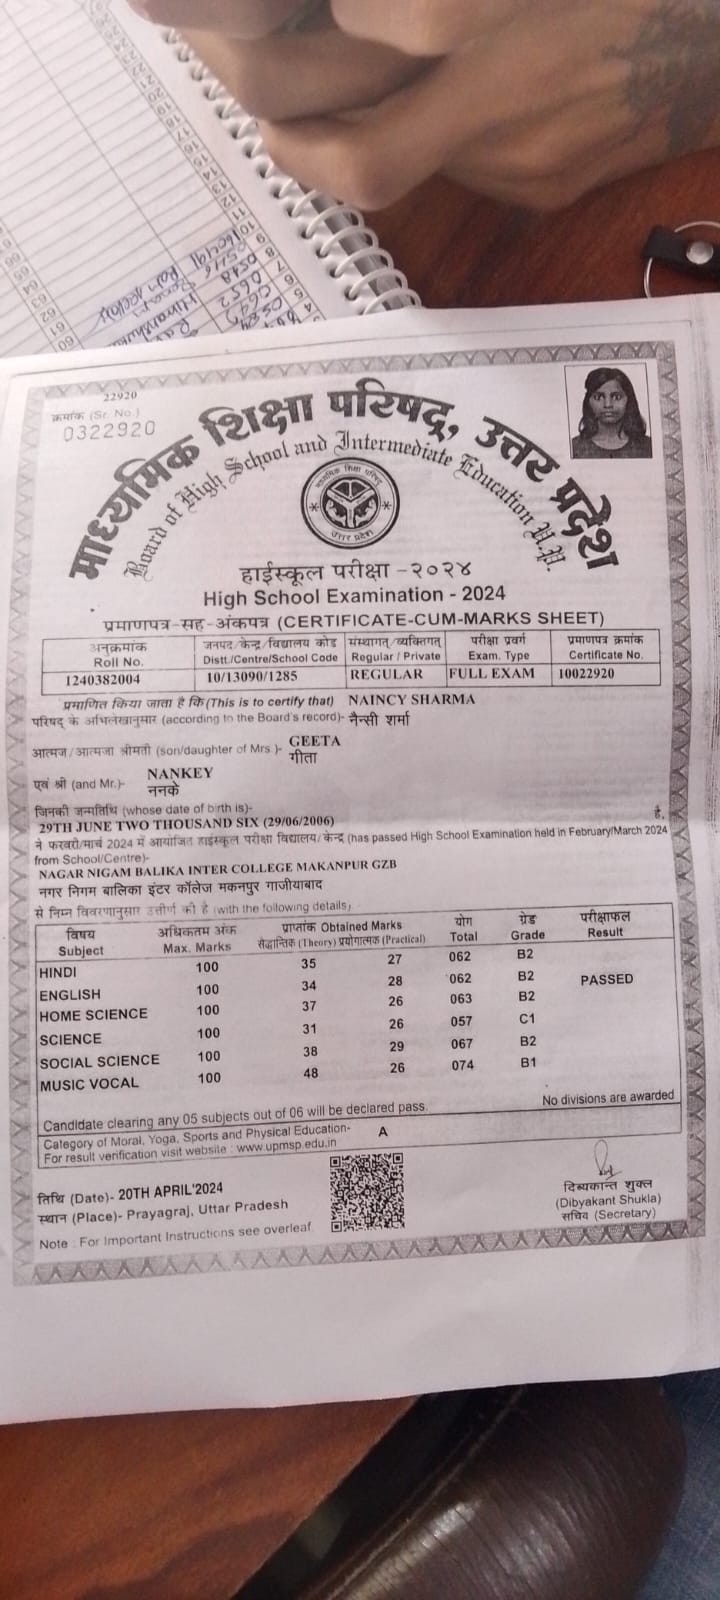 22920
क्रमांक (Sr. No.)
0322920
माध्यमिक शिक्षा परिषद्, उत्तर प्रदेश
Board of High School and Intermediate Education U.P.
माध्यमिक शिक्षा परिषद्
उत्तर प्रदेश
हाईस्कूल परीक्षा -२०२४
High School Examination - 2024
प्रमाणपत्र-सह-अंकपत्र (CERTIFICATE-CUM-MARKS SHEET)
अनुक्रमांक जनपद/केन्द्र/विद्यालय कोड संस्थागत/व्यक्तिगत परीक्षा प्रवर्ग प्रमाणपत्र क्रमांक
Roll No. Distt./Centre/School Code Regular / Private Exam. Type Certificate No.
1240382004 10/13090/1285 REGULAR FULL EXAM 10022920
प्रमाणित किया जाता है कि (This is to certify that) NAINCY SHARMA
परिषद् के अभिलेखानुसार (according to the Board's record)- नैन्सी शर्मा
आत्मज/आत्मजा श्रीमती (son/daughter of Mrs.)- GEETA
गीता
एवं श्री (and Mr.)- NANKEY
ननके
जिनकी जन्मतिथि (whose date of birth is)-
29TH JUNE TWO THOUSAND SIX (29/06/2006) है,
ने फरवरी/मार्च 2024 में आयोजित हाईस्कूल परीक्षा विद्यालय/केन्द्र (has passed High School Examination held in February/March 2024
from School/Centre)-
NAGAR NIGAM BALIKA INTER COLLEGE MAKANPUR GZB
नगर निगम बालिका इंटर कॉलेज मकनपुर गाजीयाबाद
से निम्न विवरणानुसार उत्तीर्ण की है (with the following details)
विषय अधिकतम अंक प्राप्तांक Obtained Marks योग ग्रेड परीक्षाफल
Subject Max. Marks सैद्धान्तिक (Theory) प्रयोगात्मक (Practical) Total Grade Result
HINDI 100 35 27 062 B2
ENGLISH 100 34 28 062 B2 PASSED
HOME SCIENCE 100 37 26 063 B2
SCIENCE 100 31 26 057 C1
SOCIAL SCIENCE 100 38 29 067 B2
MUSIC VOCAL 100 48 26 074 B1
No divisions are awarded
Candidate clearing any 05 subjects out of 06 will be declared pass.
Category of Moral, Yoga, Sports and Physical Education- A
For result verification visit website : www.upmsp.edu.in
तिथि (Date)- 20TH APRIL'2024
स्थान (Place)- Prayagraj, Uttar Pradesh
Note : For Important Instructions see overleaf
दिब्यकान्त शुक्ल
(Dibyakant Shukla)
सचिव (Secretary)